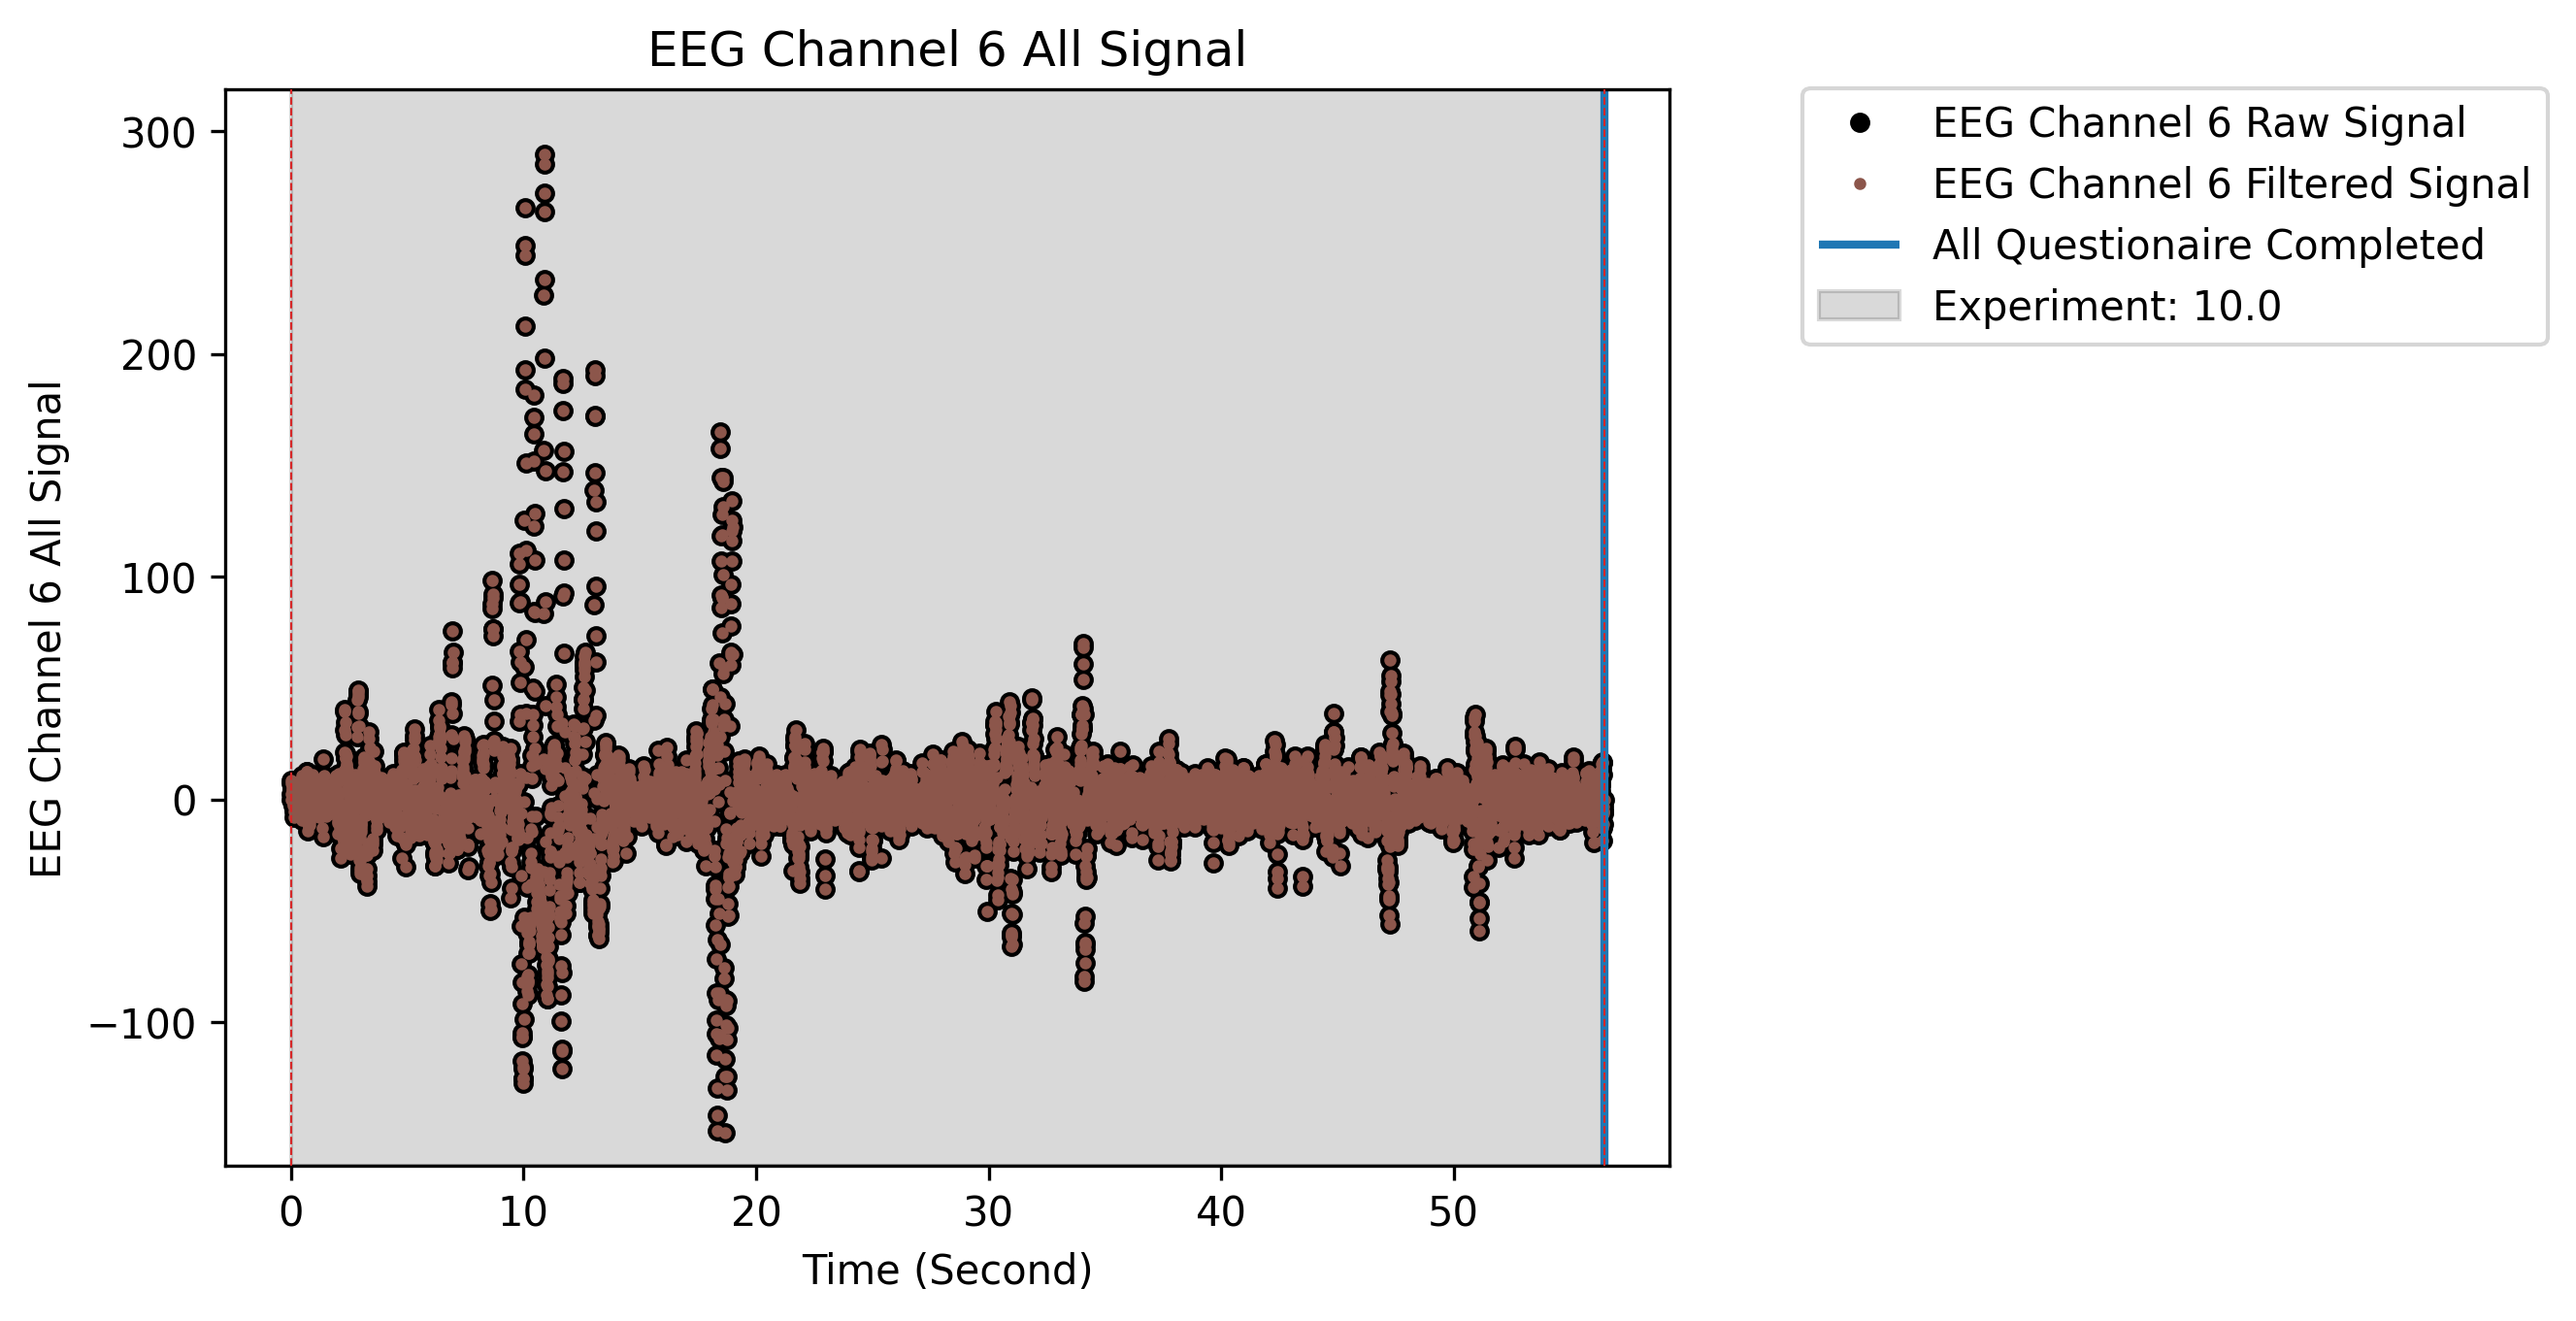 EEG Channel 6 All Signal
EEG Channel 6 Raw Signal
EEG Channel 6 Filtered Signal
All Questionaire Completed
Experiment: 10.0
EEG Channel 6 All Signal
300
200
100
0
−100
0 10 20 30 40 50
Time (Second)